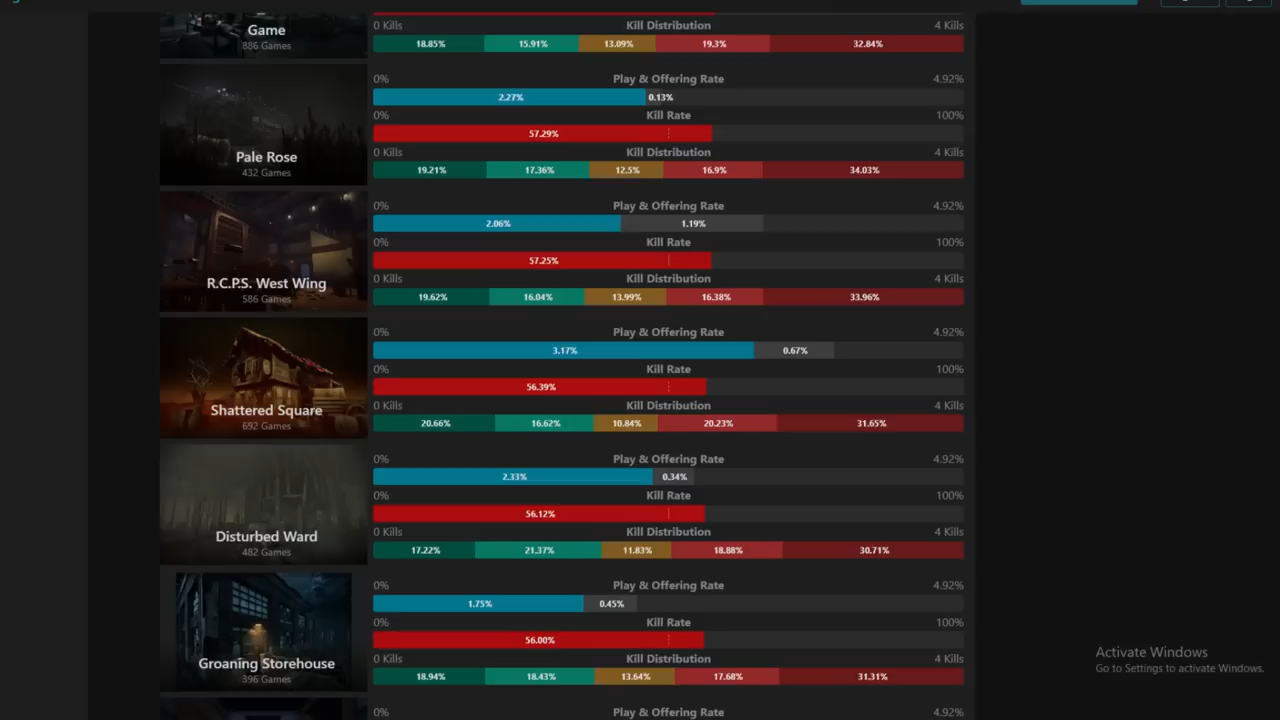 0 Kills Kill Distribution 4 Kills
Game
886 Games
18.85% 15.91% 13.09% 19.3% 32.84%
0% Play & Offering Rate 4.92%
2.27% 0.13%
0% Kill Rate 100%
57.29%
0 Kills Kill Distribution 4 Kills
Pale Rose
432 Games
19.21% 17.36% 12.5% 16.9% 34.03%
0% Play & Offering Rate 4.92%
2.06% 1.19%
0% Kill Rate 100%
57.25%
0 Kills Kill Distribution 4 Kills
R.C.P.S. West Wing
586 Games
19.62% 16.04% 13.99% 16.38% 33.96%
0% Play & Offering Rate 4.92%
3.17% 0.67%
0% Kill Rate 100%
56.39%
0 Kills Kill Distribution 4 Kills
Shattered Square
692 Games
20.66% 16.62% 10.84% 20.23% 31.65%
0% Play & Offering Rate 4.92%
2.33% 0.34%
0% Kill Rate 100%
56.12%
0 Kills Kill Distribution 4 Kills
Disturbed Ward
482 Games
17.22% 21.37% 11.83% 18.88% 30.71%
0% Play & Offering Rate 4.92%
1.75% 0.45%
0% Kill Rate 100%
56.00%
0 Kills Kill Distribution 4 Kills
Groaning Storehouse
396 Games
18.94% 18.43% 13.64% 17.68% 31.31%
0% Play & Offering Rate 4.92%
Activate Windows
Go to Settings to activate Windows.